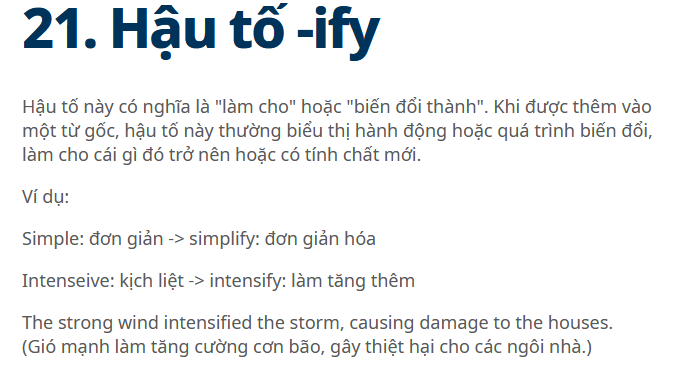 21. Hậu tố -ify
Hậu tố này có nghĩa là "làm cho" hoặc "biến đổi thành". Khi được thêm vào
một từ gốc, hậu tố này thường biểu thị hành động hoặc quá trình biến đổi,
làm cho cái gì đó trở nên hoặc có tính chất mới.
Ví dụ:
Simple: đơn giản -> simplify: đơn giản hóa
Intenseive: kịch liệt -> intensify: làm tăng thêm
The strong wind intensified the storm, causing damage to the houses.
(Gió mạnh làm tăng cường cơn bão, gây thiệt hại cho các ngôi nhà.)